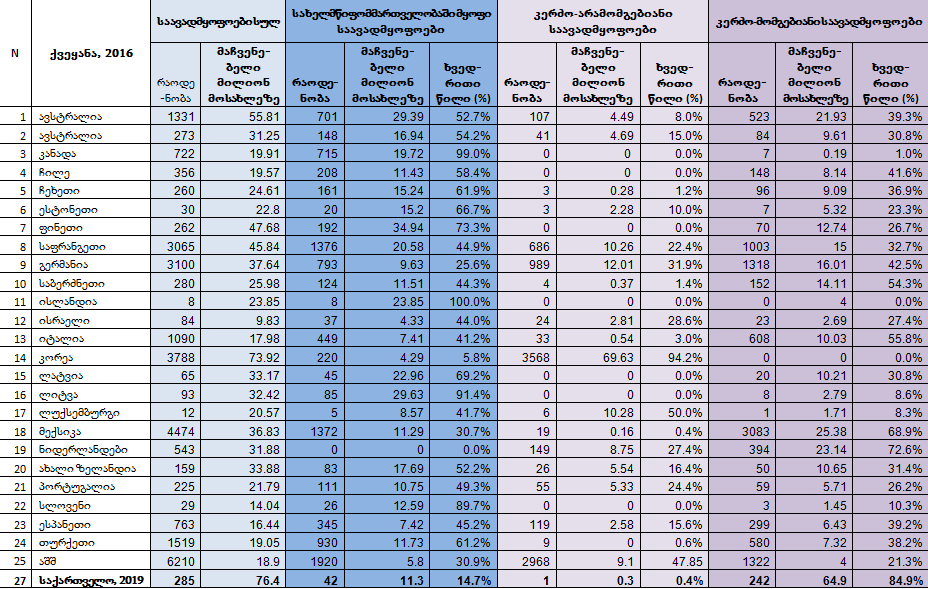 N ქვეყანა, 2016 საავადმყოფოები სულ სახელმწიფო მმართველობაში მყოფი საავადმყოფოები კერძო-არამომგებიანი საავადმყოფოები კერძო-მომგებიანი საავადმყოფოები
რაოდე-ნობა მაჩვენე-ბელი მილიონ მოსახლეზე რაოდე-ნობა მაჩვენე-ბელი მილიონ მოსახლეზე ხვედ-რითი წილი (%) რაოდე-ნობა მაჩვენე-ბელი მილიონ მოსახლეზე ხვედ-რითი წილი (%) რაოდე-ნობა მაჩვენე-ბელი მილიონ მოსახლეზე ხვედ-რითი წილი (%)
1 ავსტრალია 1331 55.81 701 29.39 52.7% 107 4.49 8.0% 523 21.93 39.3%
2 ავსტრალია 273 31.25 148 16.94 54.2% 41 4.69 15.0% 84 9.61 30.8%
3 კანადა 722 19.91 715 19.72 99.0% 0 0 0.0% 7 0.19 1.0%
4 ჩილე 356 19.57 208 11.43 58.4% 0 0 0.0% 148 8.14 41.6%
5 ჩეხეთი 260 24.61 161 15.24 61.9% 3 0.28 1.2% 96 9.09 36.9%
6 ესტონეთი 30 22.8 20 15.2 66.7% 3 2.28 10.0% 7 5.32 23.3%
7 ფინეთი 262 47.68 192 34.94 73.3% 0 0 0.0% 70 12.74 26.7%
8 საფრანგეთი 3065 45.84 1376 20.58 44.9% 686 10.26 22.4% 1003 15 32.7%
9 გერმანია 3100 37.64 793 9.63 25.6% 989 12.01 31.9% 1318 16.01 42.5%
10 საბერძნეთი 280 25.98 124 11.51 44.3% 4 0.37 1.4% 152 14.11 54.3%
11 ისლანდია 8 23.85 8 23.85 100.0% 0 0 0.0% 0 4 0.0%
12 ისრაელი 84 9.83 37 4.33 44.0% 24 2.81 28.6% 23 2.69 27.4%
13 იტალია 1090 17.98 449 7.41 41.2% 33 0.54 3.0% 608 10.03 55.8%
14 კორეა 3788 73.92 220 4.29 5.8% 3568 69.63 94.2% 0 0 0.0%
15 ლატვია 65 33.17 45 22.96 69.2% 0 0 0.0% 20 10.21 30.8%
16 ლიტვა 93 32.42 85 29.63 91.4% 0 0 0.0% 8 2.79 8.6%
17 ლუქსემბურგი 12 20.57 5 8.57 41.7% 6 10.28 50.0% 1 1.71 8.3%
18 მექსიკა 4474 36.83 1372 11.29 30.7% 19 0.16 0.4% 3083 25.38 68.9%
19 ნიდერლანდები 543 31.88 0 0 0.0% 149 8.75 27.4% 394 23.14 72.6%
20 ახალი ზელანდია 159 33.88 83 17.69 52.2% 26 5.54 16.4% 50 10.65 31.4%
21 პორტუგალია 225 21.79 111 10.75 49.3% 55 5.33 24.4% 59 5.71 26.2%
22 სლოვენი 29 14.04 26 12.59 89.7% 0 0 0.0% 3 1.45 10.3%
23 ესპანეთი 763 16.44 345 7.42 45.2% 119 2.58 15.6% 299 6.43 39.2%
24 თურქეთი 1519 19.05 930 11.73 61.2% 9 0 0.6% 580 7.32 38.2%
25 აშშ 6210 18.9 1920 5.8 30.9% 2968 9.1 47.85 1322 4 21.3%
27 საქართველო, 2019 285 76.4 42 11.3 14.7% 1 0.3 0.4% 242 64.9 84.9%